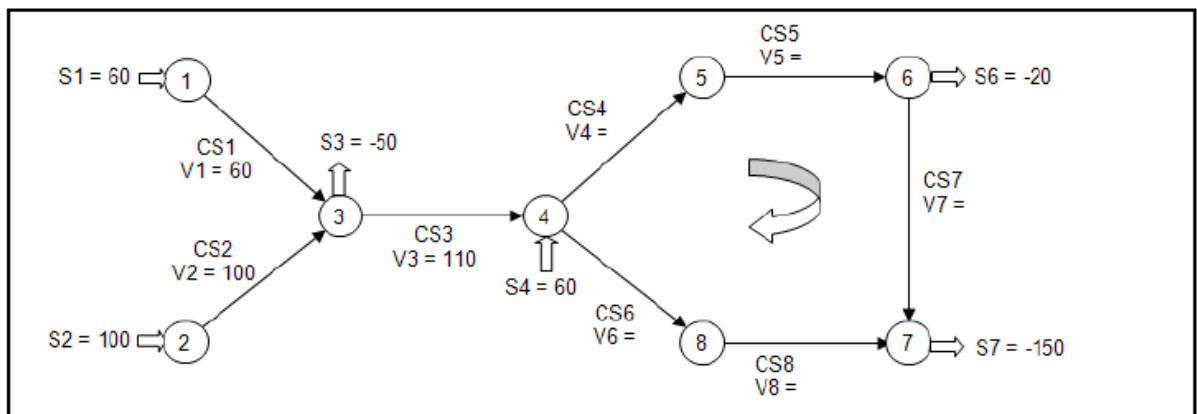 S1 = 60
1
CS1
V1 = 60
S3 = -50
3
CS2
V2 = 100
S2 = 100
2
CS3
V3 = 110
4
S4 = 60
CS4
V4 =
5
CS5
V5 =
6
S6 = -20
CS7
V7 =
CS6
V6 =
8
CS8
V8 =
7
S7 = -150